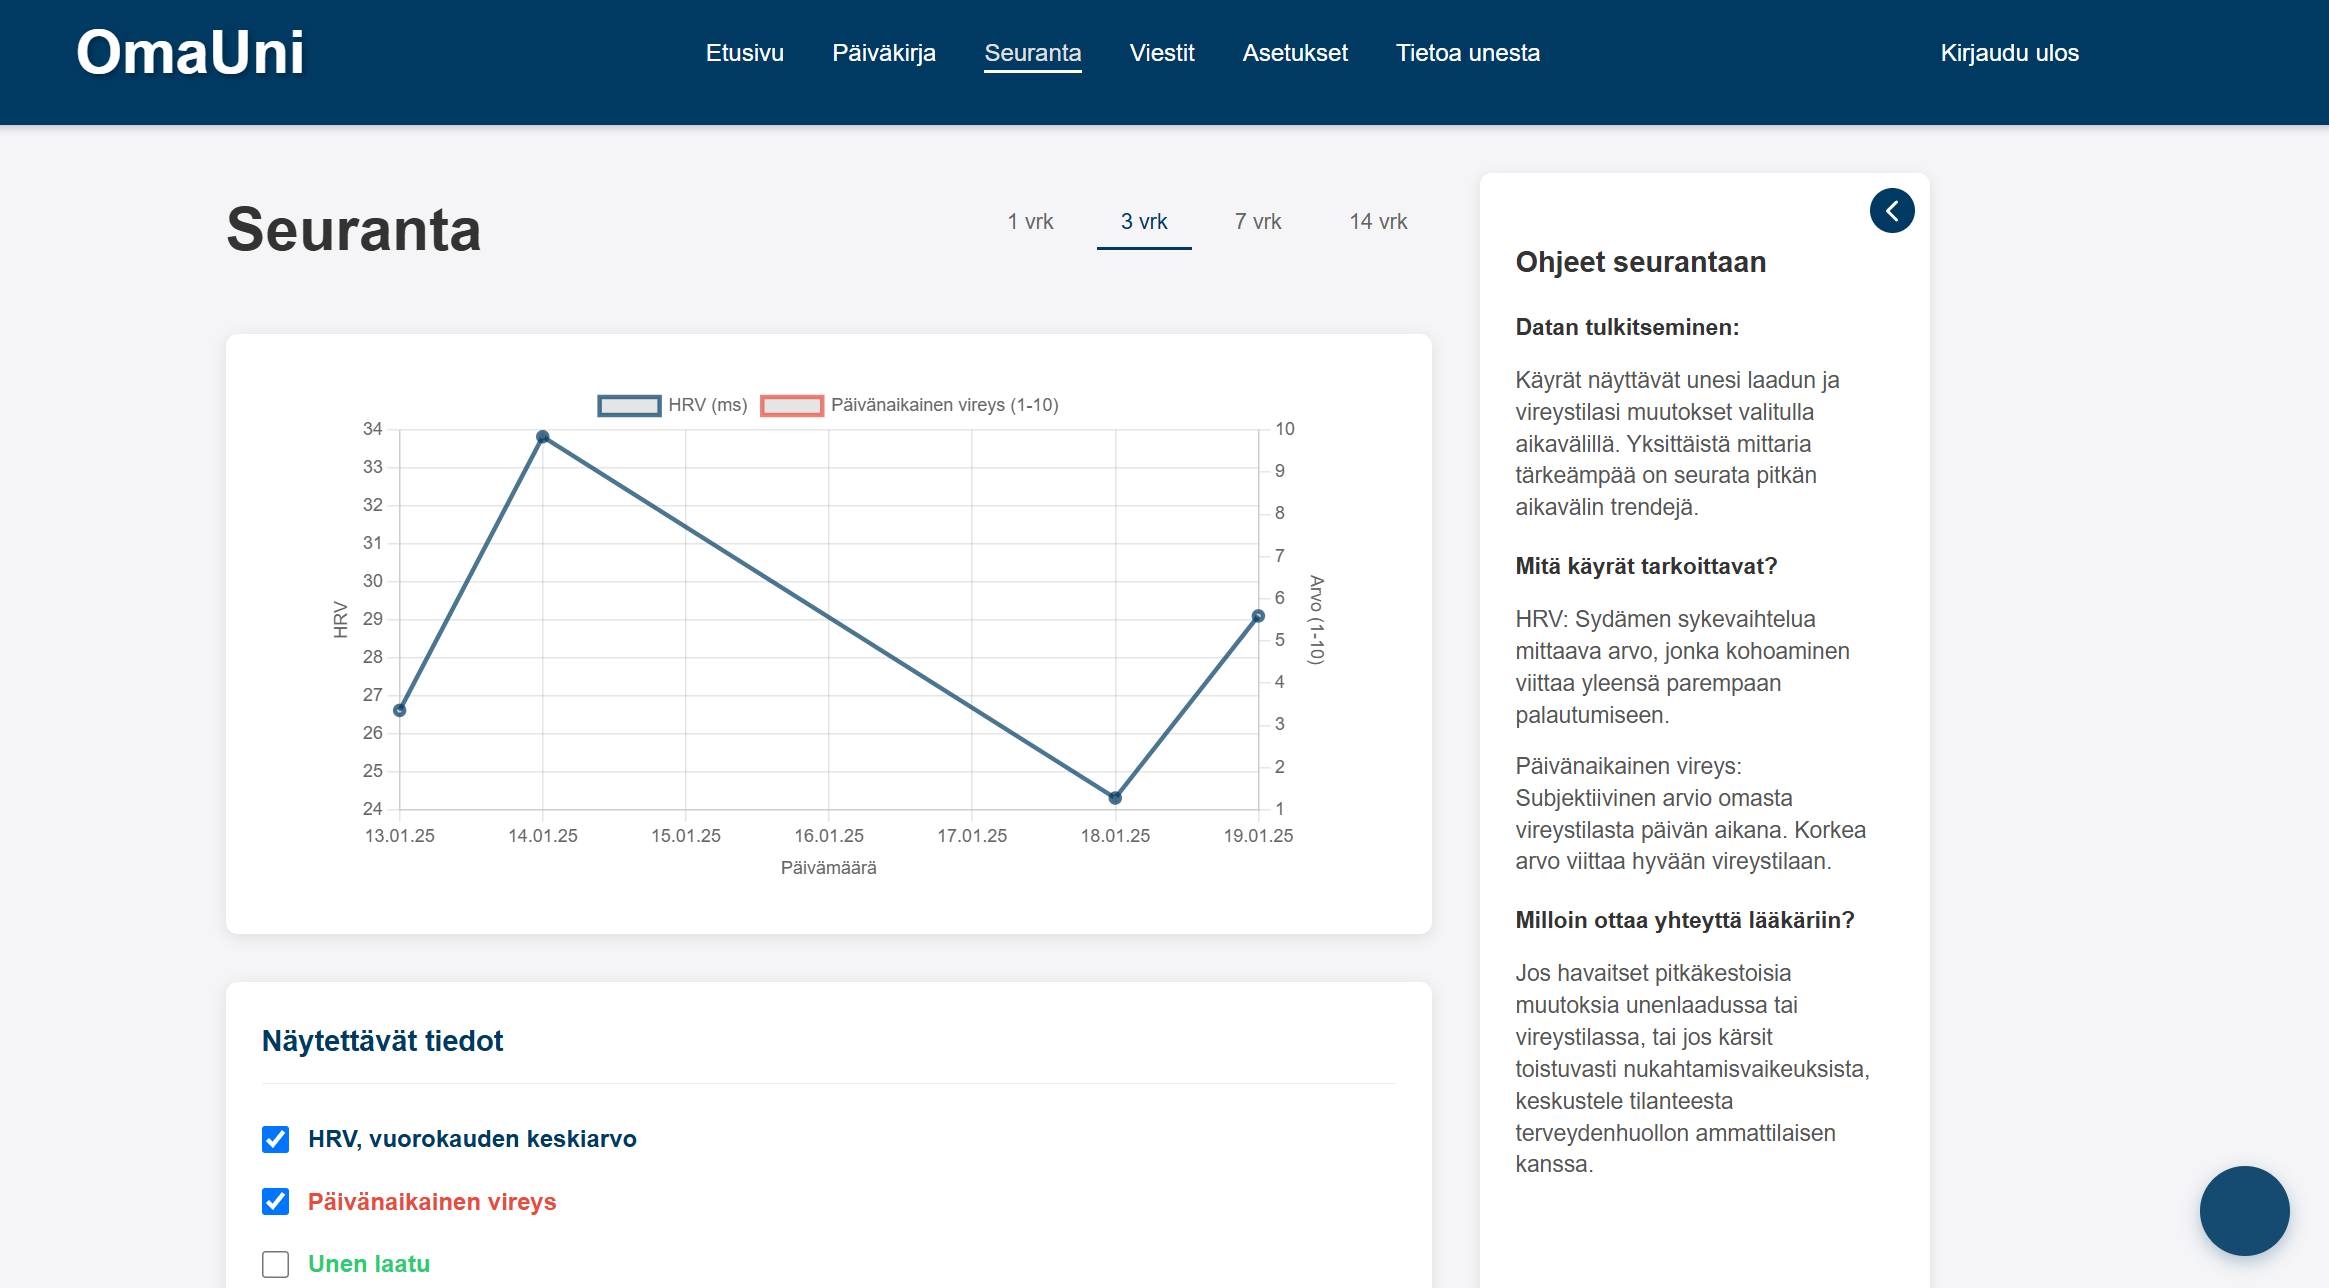 OmaUni
Etusivu Päiväkirja Seuranta Viestit Asetukset Tietoa unesta Kirjaudu ulos
Seuranta
1 vrk 3 vrk 7 vrk 14 vrk
HRV (ms) Päivänaikainen vireys (1-10)
34
33
32
31
30
29
28
27
26
25
24
HRV
10
9
8
7
6
5
4
3
2
1
Arvo (1-10)
13.01.25 14.01.25 15.01.25 16.01.25 17.01.25 18.01.25 19.01.25
Päivämäärä
Näytettävät tiedot
HRV, vuorokauden keskiarvo
Päivänaikainen vireys
Unen laatu
Ohjeet seurantaan
Datan tulkitseminen:
Käyrät näyttävät unesi laadun ja
vireystilasi muutokset valitulla
aikavälillä. Yksittäistä mittaria
tärkeämpää on seurata pitkän
aikavälin trendejä.
Mitä käyrät tarkoittavat?
HRV: Sydämen sykevaihtelua
mittaava arvo, jonka kohoaminen
viittaa yleensä parempaan
palautumiseen.
Päivänaikainen vireys:
Subjektiivinen arvio omasta
vireystilasta päivän aikana. Korkea
arvo viittaa hyvään vireystilaan.
Milloin ottaa yhteyttä lääkäriin?
Jos havaitset pitkäkestoisia
muutoksia unenlaadussa tai
vireystilassa, tai jos kärsit
toistuvasti nukahtamisvaikeuksista,
keskustele tilanteesta
terveydenhuollon ammattilaisen
kanssa.